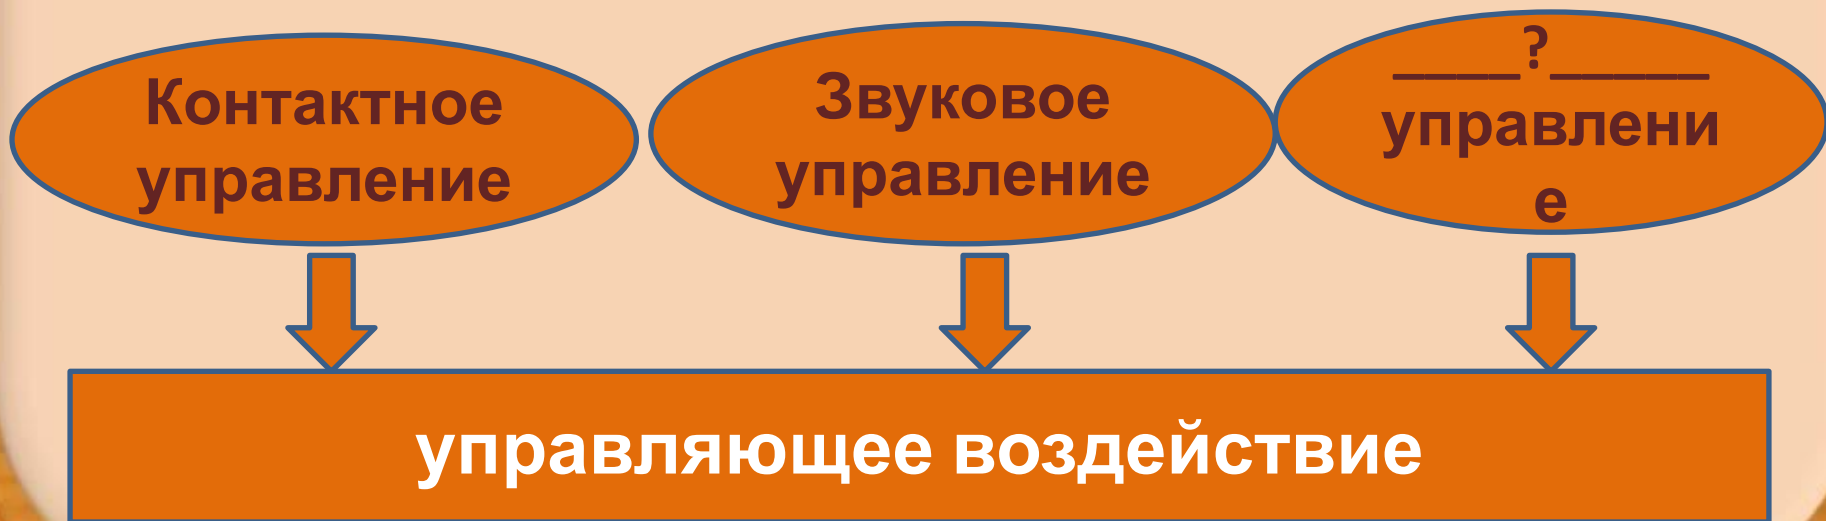 Контактное
управление
Звуковое
управление
____?_____
управлени
е
управляющее воздействие